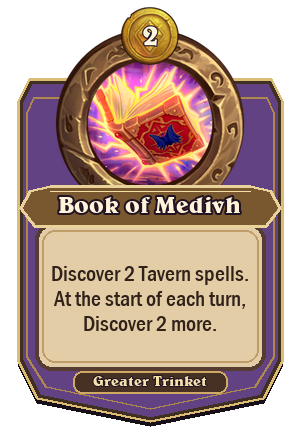 2
Book of Medivh
Discover 2 Tavern spells.
At the start of each turn,
Discover 2 more.
Greater Trinket